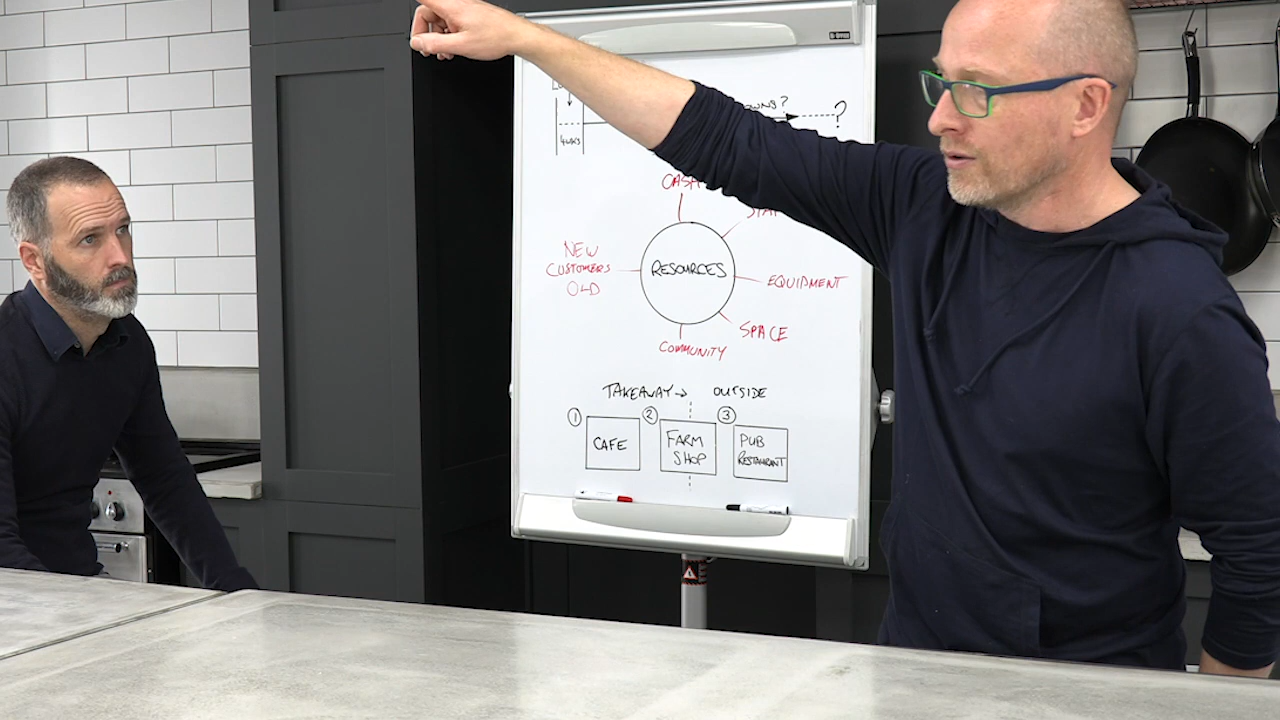 ?
4WKS
CASH
NEW
CUSTOMERS
OLD
RESOURCES
EQUIPMENT
SPACE
COMMUNITY
TAKEAWAY → OUTSIDE
1 2 3
CAFE
FARM
SHOP
PUB
RESTAURANT